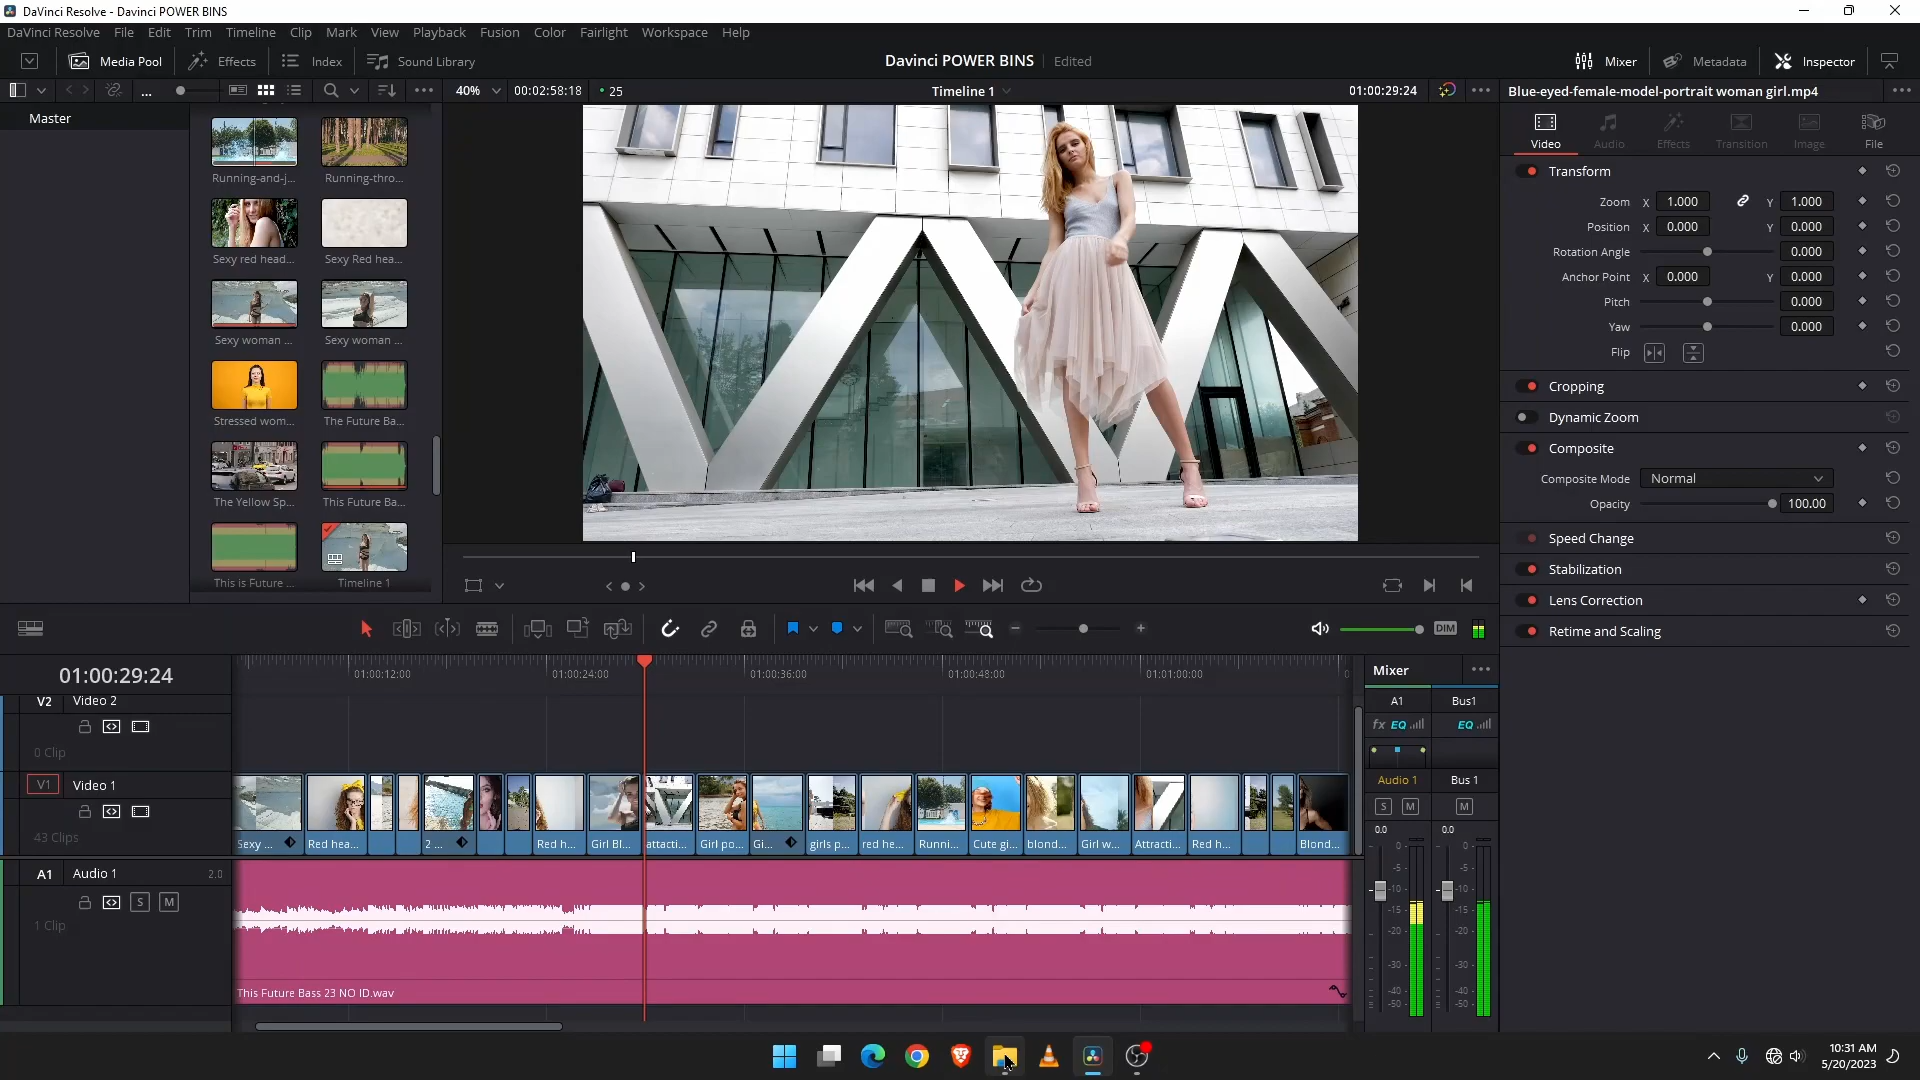 DaVinci Resolve - Davinci POWER BINS
DaVinci Resolve File Edit Trim Timeline Clip Mark View Playback Fusion Color Fairlight Workspace Help
Media Pool Effects Index Sound Library Davinci POWER BINS Edited Mixer Metadata Inspector
... 40% 00:02:58:18 25 Timeline 1 01:00:29:24 Blue-eyed-female-model-portrait woman girl.mp4
Master
Running-and-j... Running-thro...
Sexy red head... Sexy Red hea...
Sexy woman ... Sexy woman ...
Stressed wom... The Future Ba...
The Yellow Sp... This Future Ba...
This is Future ... Timeline 1
Video Audio Effects Transition Image File
Transform
Zoom X 1.000 Y 1.000
Position X 0.000 Y 0.000
Rotation Angle 0.000
Anchor Point X 0.000 Y 0.000
Pitch 0.000
Yaw 0.000
Flip
Cropping
Dynamic Zoom
Composite
Composite Mode Normal
Opacity 100.00
Speed Change
Stabilization
Lens Correction
Retime and Scaling
DIM
01:00:29:24
01:00:12:00 01:00:24:00 01:00:36:00 01:00:48:00 01:01:00:00
V2 Video 2
0 Clip
V1 Video 1
43 Clips
Sexy ... Red hea... 2 ... Red h... Girl Bl... attacti... Girl po... Gi... girls p... red he... Runni... Cute gi... blond... Girl w... Attracti... Red h... Blond...
A1 Audio 1 2.0
S M
1 Clip
This Future Bass 23 NO ID.wav
Mixer
A1 Bus1
fx EQ EQ
Audio 1 Bus 1
S M M
0.0 0.0
0 0
-5 -5
-10 -10
-15 -15
-20 -20
-30 -30
-40 -40
-50 -50
10:31 AM
5/20/2023